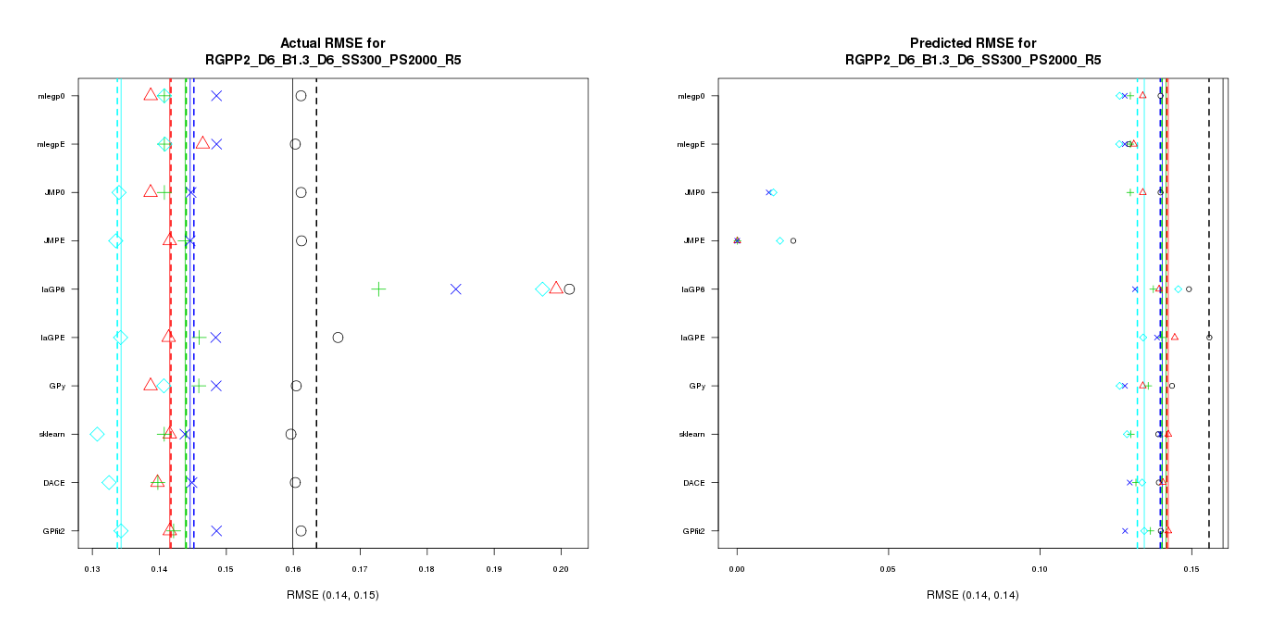 Actual RMSE for
RGPP2_D6_B1.3_D6_SS300_PS2000_R5
mlegp0
mlegpE
JMP0
JMPE
laGP6
laGPE
GPy
sklearn
DACE
GPfit2
0.13 0.14 0.15 0.16 0.17 0.18 0.19 0.20
RMSE (0.14, 0.15)
Predicted RMSE for
RGPP2_D6_B1.3_D6_SS300_PS2000_R5
mlegp0
mlegpE
JMP0
JMPE
laGP6
laGPE
GPy
sklearn
DACE
GPfit2
0.00 0.05 0.10 0.15
RMSE (0.14, 0.14)